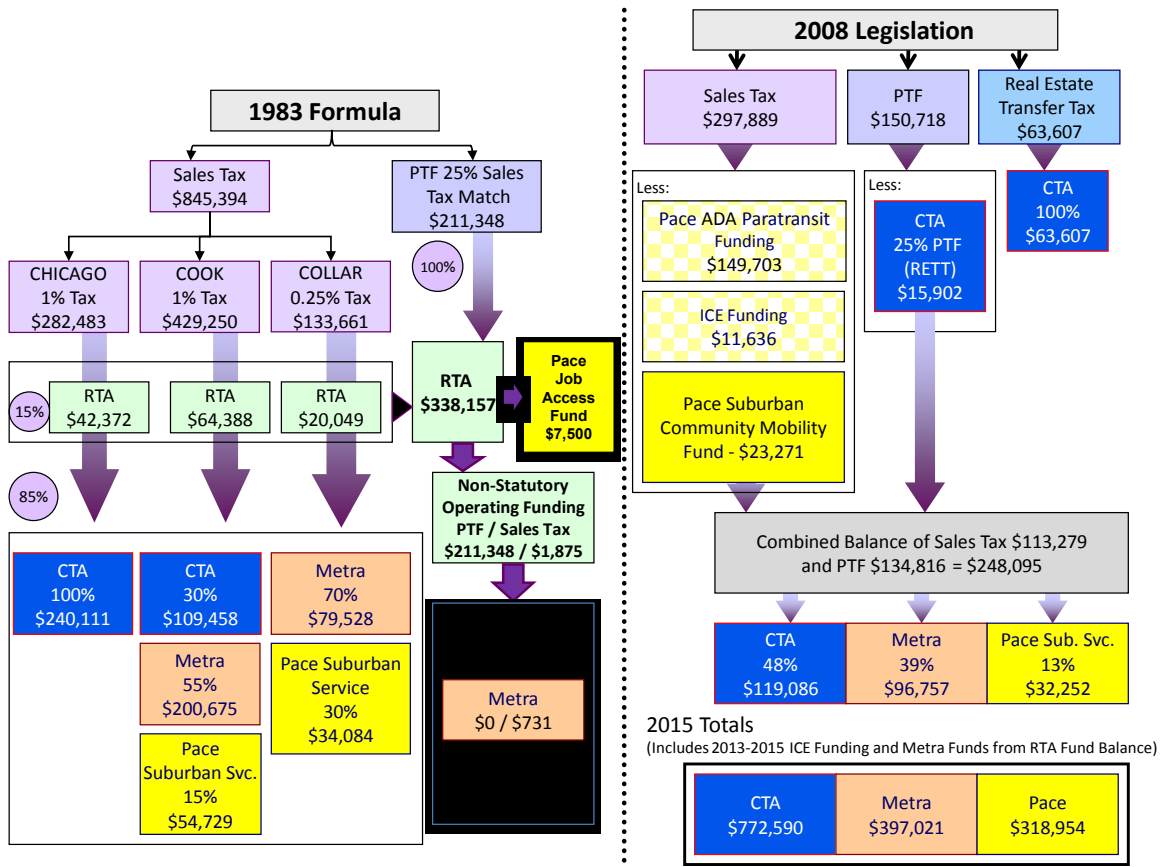 1983 Formula
Sales Tax
$845,394
PTF 25% Sales
Tax Match
$211,348
100%
CHICAGO
1% Tax
$282,483
COOK
1% Tax
$429,250
COLLAR
0.25% Tax
$133,661
15%
RTA
$42,372
RTA
$64,388
RTA
$20,049
RTA
$338,157
Pace
Job
Access
Fund
$7,500
85%
Non-Statutory
Operating Funding
PTF / Sales Tax
$211,348 / $1,875
CTA
100%
$240,111
CTA
30%
$109,458
Metra
70%
$79,528
Metra
55%
$200,675
Pace Suburban
Service
30%
$34,084
Pace
Suburban Svc.
15%
$54,729
Metra
$0 / $731
2008 Legislation
Sales Tax
$297,889
PTF
$150,718
Real Estate
Transfer Tax
$63,607
Less:
Pace ADA Paratransit
Funding
$149,703
ICE Funding
$11,636
Pace Suburban
Community Mobility
Fund - $23,271
Less:
CTA
25% PTF
(RETT)
$15,902
CTA
100%
$63,607
Combined Balance of Sales Tax $113,279
and PTF $134,816 = $248,095
CTA
48%
$119,086
Metra
39%
$96,757
Pace Sub. Svc.
13%
$32,252
2015 Totals
(Includes 2013-2015 ICE Funding and Metra Funds from RTA Fund Balance)
CTA
$772,590
Metra
$397,021
Pace
$318,954